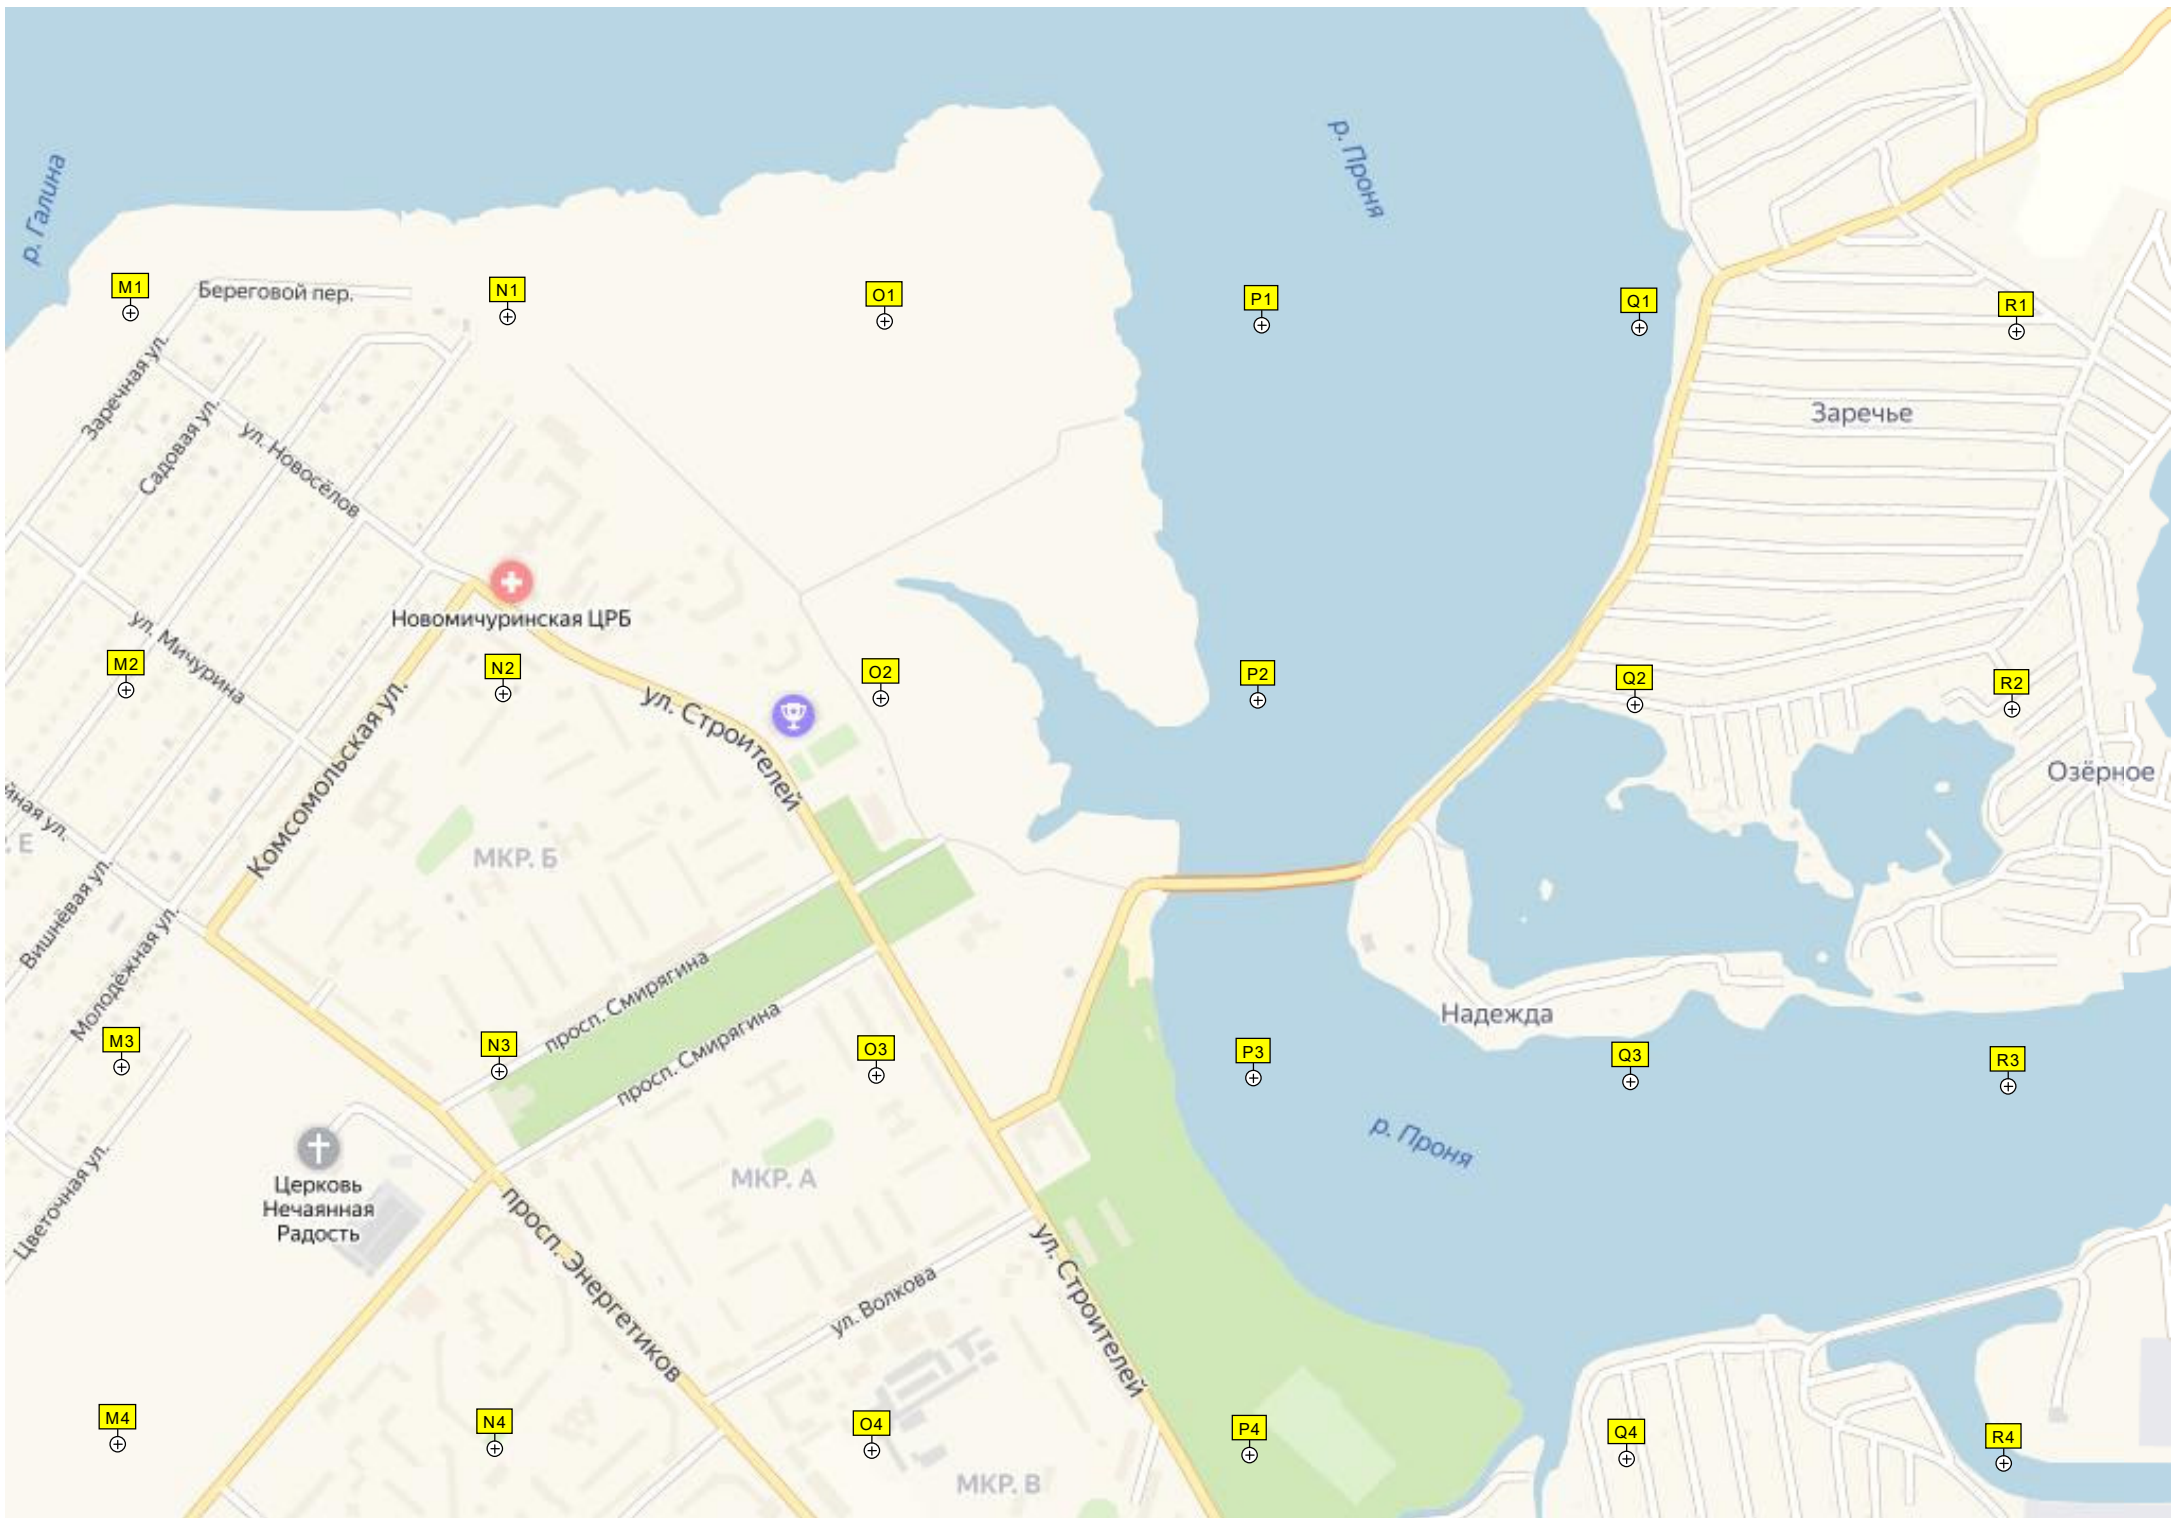 р. Галина
р. Проня
M1
Береговой пер.
N1
O1
P1
Q1
R1
Заречная ул.
Садовая ул.
ул. Новосёлов
Заречье
Новомичуринская ЦРБ
ул. Мичурина
M2
N2
O2
P2
Q2
R2
Комсомольская ул.
ул. Строителей
Озёрное
йная ул.
. Е
МКР. Б
Вишнёвая ул.
Молодёжная ул.
просп. Смирягина
просп. Смирягина
Надежда
M3
N3
O3
P3
Q3
R3
р. Проня
Цветочная ул.
Церковь
Нечаянная
Радость
МКР. А
просп. Энергетиков
ул. Волкова
ул. Строителей
M4
N4
O4
P4
Q4
R4
МКР. В